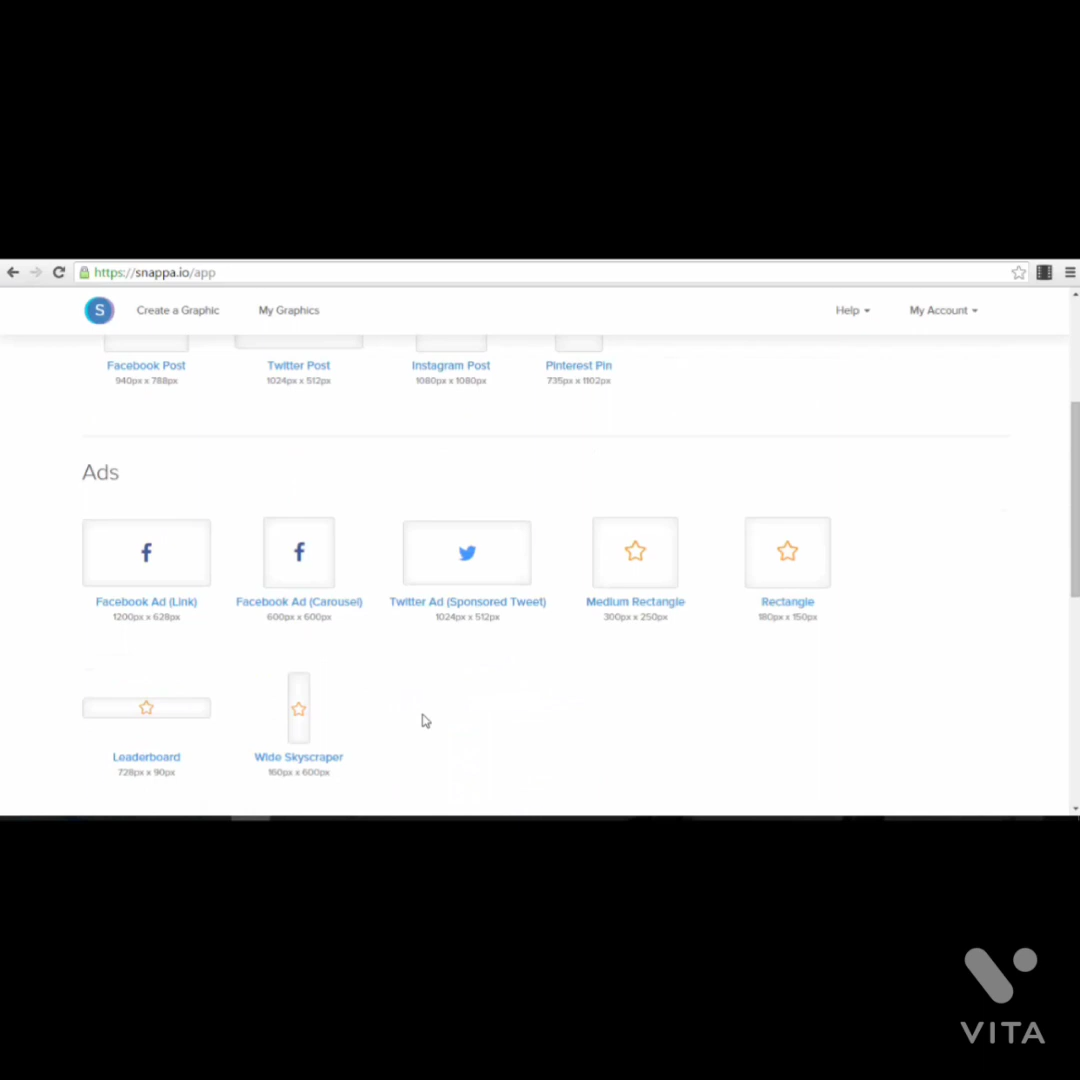 https://snappa.io/app
S Create a Graphic My Graphics Help My Account
Facebook Post Twitter Post Instagram Post Pinterest Pin
940px x 788px 1024px x 512px 1080px x 1080px 735px x 1102px
Ads
Facebook Ad (Link) Facebook Ad (Carousel) Twitter Ad (Sponsored Tweet) Medium Rectangle Rectangle
1200px x 628px 600px x 600px 1024px x 512px 300px x 250px 180px x 150px
Leaderboard Wide Skyscraper
728px x 90px 160px x 600px
VITA